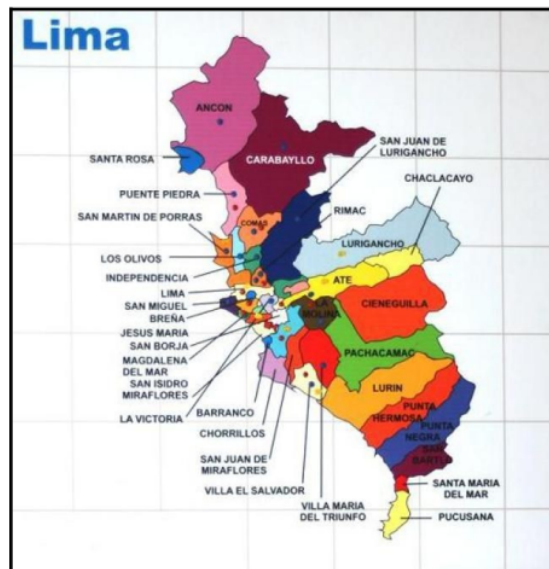 Lima
ANCON
SANTA ROSA
CARABAYLLO
SAN JUAN DE
LURIGANCHO
CHACLACAYO
PUENTE PIEDRA
RIMAC
SAN MARTIN DE PORRAS
COMAS
LURIGANCHO
LOS OLIVOS
INDEPENDENCIA
ATE
LIMA
CIENEGUILLA
SAN MIGUEL
LA
MOLINA
BREÑA
JESUS MARIA
SAN BORJA
PACHACAMAC
MAGDALENA
DEL MAR
SAN ISIDRO
MIRAFLORES
LURIN
LA VICTORIA
BARRANCO
PUNTA
HERMOSA
CHORRILLOS
PUNTA
NEGRA
SAN JUAN DE
MIRAFLORES
SAN
BARTLO
VILLA EL SALVADOR
SANTA MARIA
DEL MAR
VILLA MARIA
DEL TRIUNFO
PUCUSANA